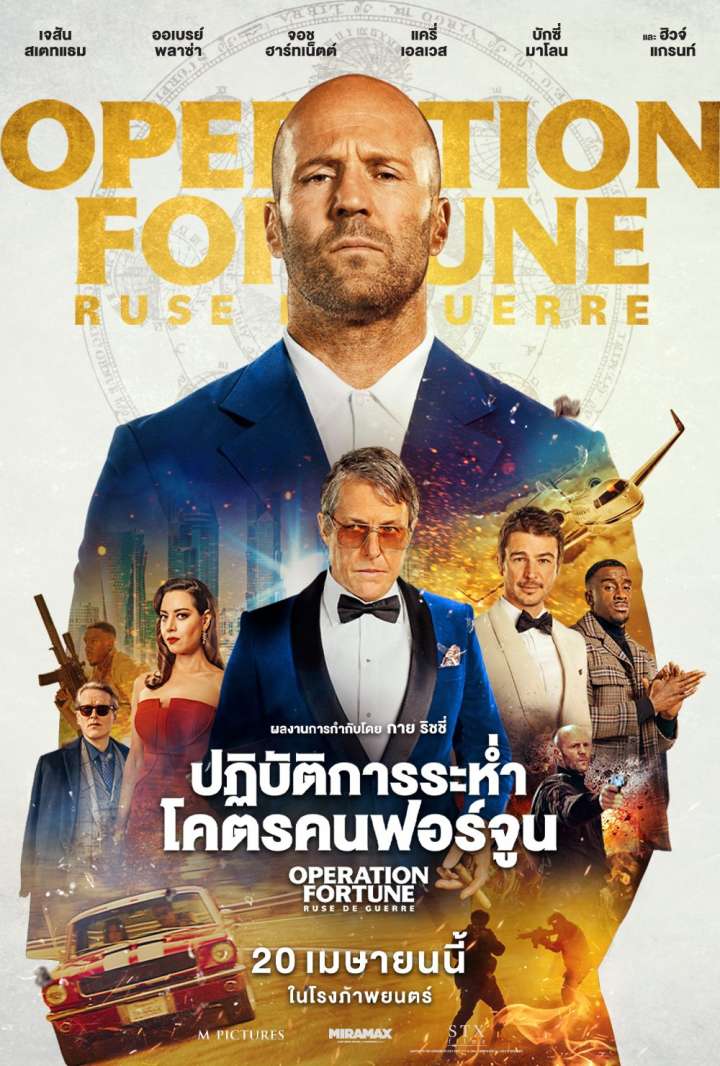 เจสัน สเตทแธม
ออเบรย์ พลาซ่า
จอช ฮาร์ทเน็ตต์
แครี่ เอลเวส
บักซี่ มาโลน
และ ฮิวจ์ แกรนท์
OPERATION
FORTUNE
RUSE DE GUERRE
ผลงานการกำกับโดย กาย ริชชี่
ปฏิบัติการระห่ำ
โคตรคนฟอร์จูน
OPERATION
FORTUNE
RUSE DE GUERRE
20 เมษายนนี้
ในโรงภาพยนตร์
M PICTURES
MIRAMAX
STX
films